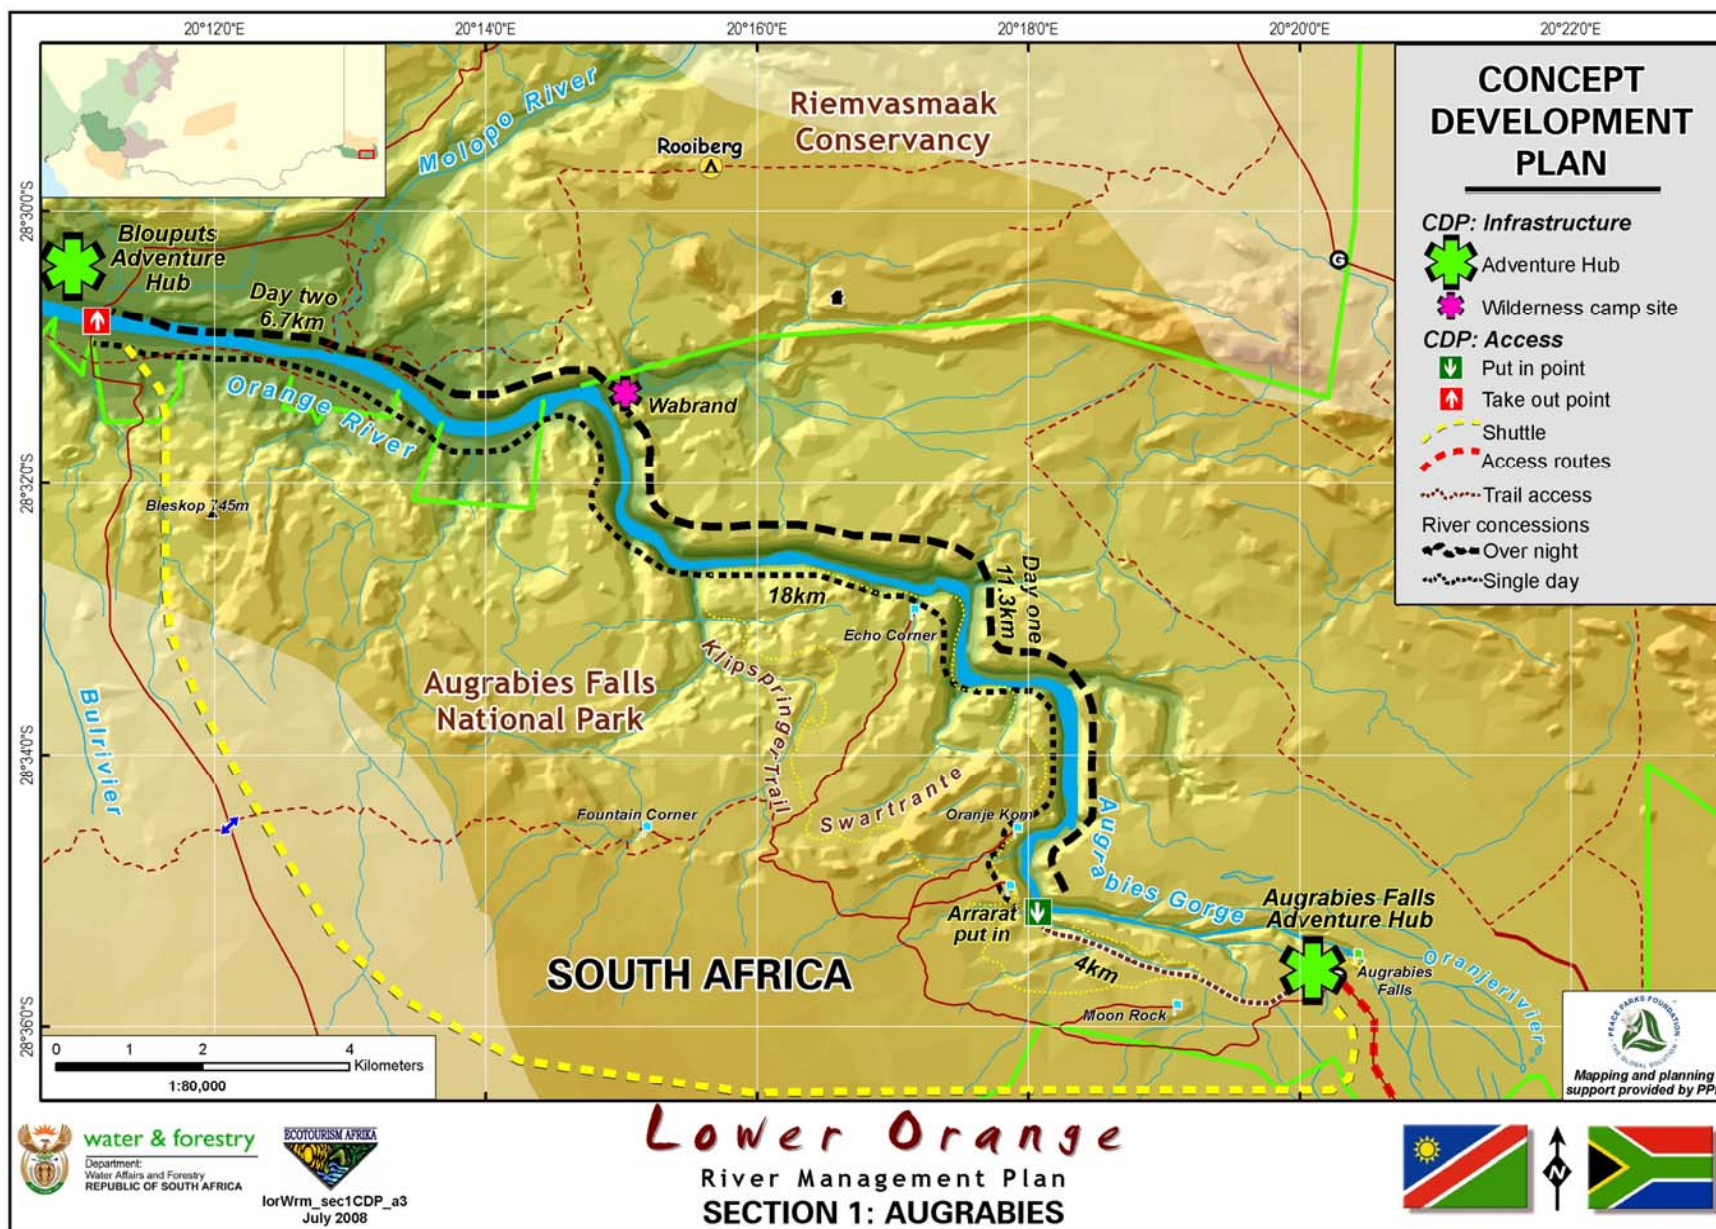 20°12'0"E
20°14'0"E
20°16'0"E
20°18'0"E
20°20'0"E
20°22'0"E
28°30'0"S
28°32'0"S
28°34'0"S
28°36'0"S
CONCEPT
DEVELOPMENT
PLAN
CDP: Infrastructure
Adventure Hub
Wilderness camp site
CDP: Access
Put in point
Take out point
Shuttle
Access routes
Trail access
River concessions
Over night
Single day
Molopo River
Riemvasmaak
Conservancy
Rooiberg
G
Blouputs
Adventure
Hub
Day two
6.7km
Orange River
Wabrand
Bleskop 745m
18km
Day one
11.3km
Echo Corner
Klipspringer Trail
Augrabies Falls
National Park
Bulrivier
Fountain Corner
Swartrante
Oranje Kom
Augrabies Gorge
Augrabies Falls
Adventure Hub
Ararat
put in
4km
Augrabies
Falls
Oranjerivier
Moon Rock
SOUTH AFRICA
0 1 2 4
Kilometers
1:80,000
PEACE PARKS FOUNDATION
THE GLOBAL SOLUTION
Mapping and planning
support provided by PPF
water & forestry
Department:
Water Affairs and Forestry
REPUBLIC OF SOUTH AFRICA
ECOTOURISM AFRIKA
lorWrm_sec1CDP_a3
July 2008
Lower Orange
River Management Plan
SECTION 1: AUGRABIES
N